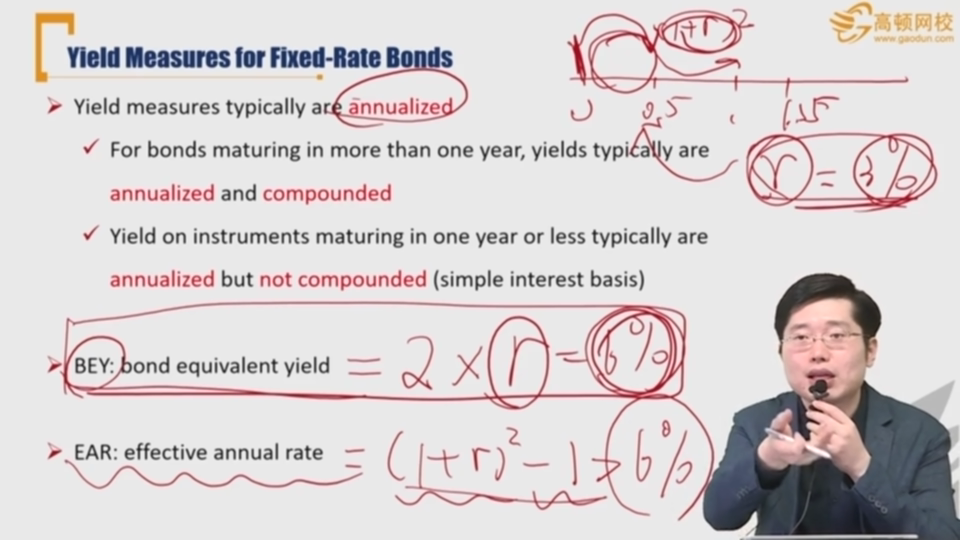 高顿网校
www.gaodun.com
Yield Measures for Fixed-Rate Bonds
(1+r)²
0 0.5 1 1.5
Yield measures typically are annualized
For bonds maturing in more than one year, yields typically are
annualized and compounded
r = 3%
Yield on instruments maturing in one year or less typically are
annualized but not compounded (simple interest basis)
BEY: bond equivalent yield = 2 × r = 6%
EAR: effective annual rate = (1+r)² - 1 > 6%